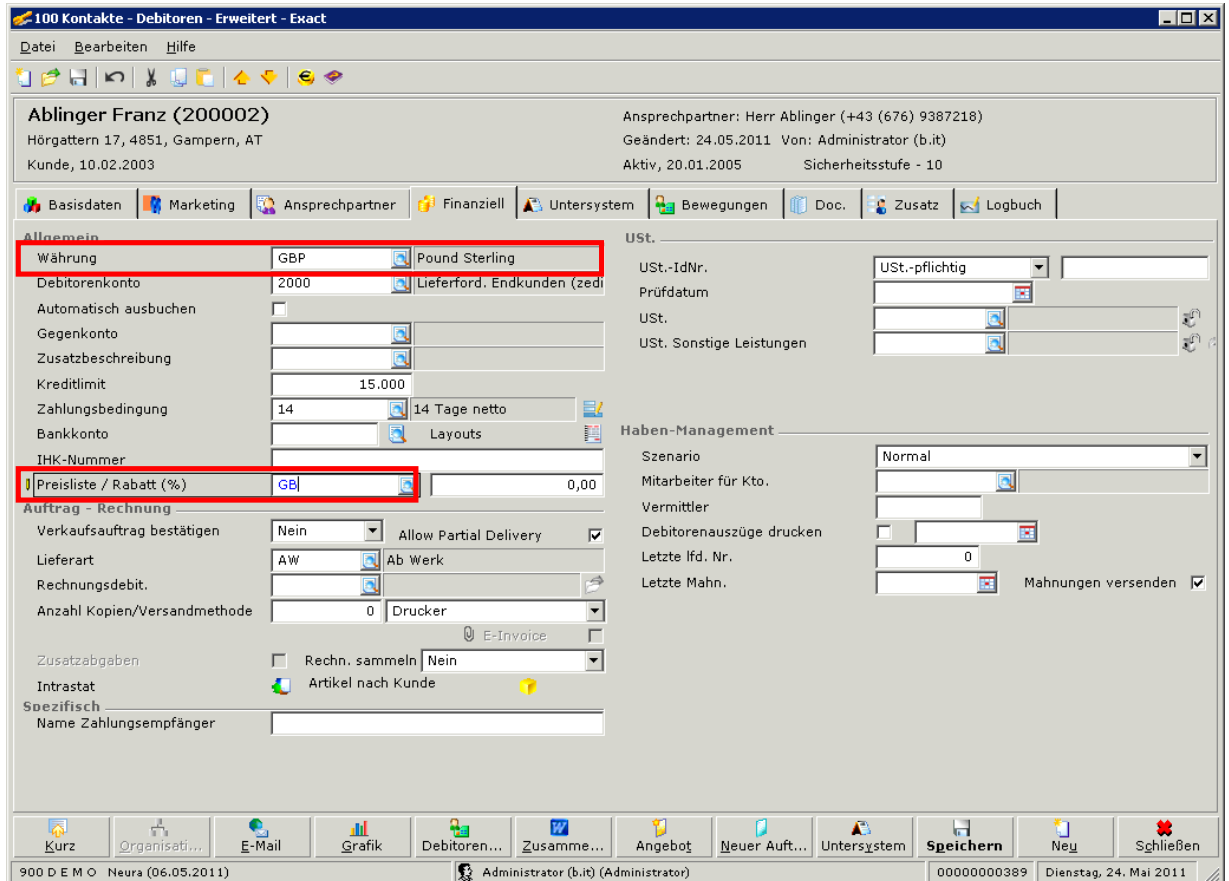 100 Kontakte - Debitoren - Erweitert - Exact
Datei Bearbeiten Hilfe
Ablinger Franz (200002)
Hörgattern 17, 4851, Gampern, AT
Kunde, 10.02.2003
Ansprechpartner: Herr Ablinger (+43 (676) 9387218)
Geändert: 24.05.2011 Von: Administrator (b.it)
Aktiv, 20.01.2005 Sicherheitsstufe - 10
Basisdaten Marketing Ansprechpartner Finanziell Untersystem Bewegungen Doc. Zusatz Logbuch
Allgemein
Währung GBP Pound Sterling
Debitorenkonto 2000 Lieferford. Endkunden (zedi
Automatisch ausbuchen
Gegenkonto
Zusatzbeschreibung
Kreditlimit 15.000
Zahlungsbedingung 14 14 Tage netto
Bankkonto Layouts
IHK-Nummer
Preisliste / Rabatt (%) GB 0,00
Auftrag - Rechnung
Verkaufsauftrag bestätigen Nein Allow Partial Delivery
Lieferart AW Ab Werk
Rechnungsdebit.
Anzahl Kopien/Versandmethode 0 Drucker
E-Invoice
Zusatzabgaben Rechn. sammeln Nein
Intrastat Artikel nach Kunde
Spezifisch
Name Zahlungsempfänger
USt.
USt.-IdNr. USt.-pflichtig
Prüfdatum
USt.
USt. Sonstige Leistungen
Haben-Management
Szenario Normal
Mitarbeiter für Kto.
Vermittler
Debitorenauszüge drucken
Letzte lfd. Nr. 0
Letzte Mahn. Mahnungen versenden
Kurz Organisati... E-Mail Grafik Debitoren... Zusamme... Angebot Neuer Auft... Untersystem Speichern Neu Schließen
900 D E M O Neura (06.05.2011) Administrator (b.it) (Administrator) 00000000389 Dienstag, 24. Mai 2011